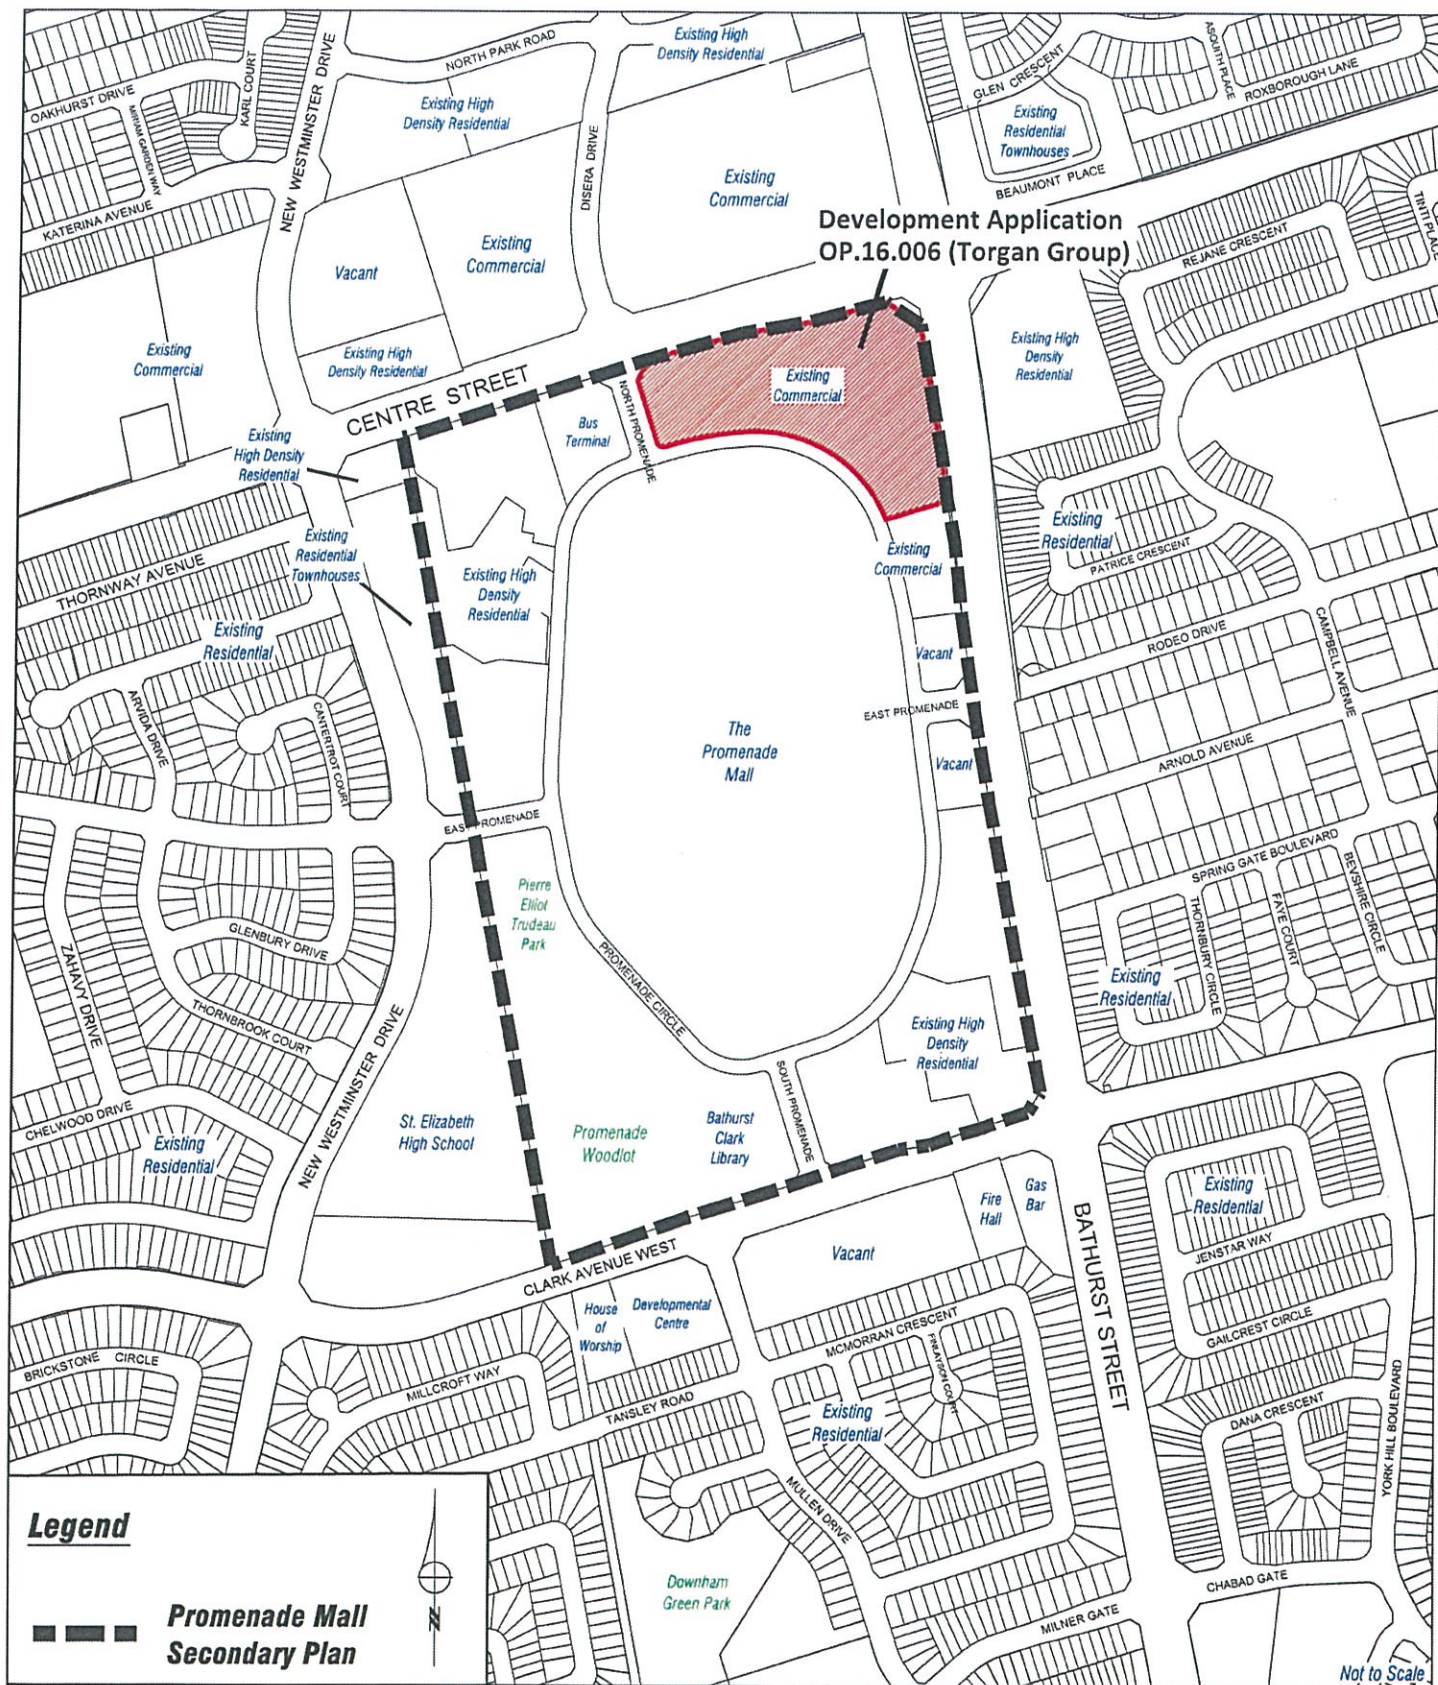 NORTH PARK ROAD
Existing High
Density Residential
OAKHURST DRIVE
KARL COURT
MIRIAM GARDEN WAY
NEW WESTMINSTER DRIVE
Existing High
Density Residential
DISERA DRIVE
GLEN CRESCENT
ASQUITH PLACE
ROXBOROUGH LANE
Existing
Residential
Townhouses
BEAUMONT PLACE
KATERINA AVENUE
Existing
Commercial
Development Application
OP.16.006 (Torgan Group)
TINTI PLACE
REJANE CRESCENT
Vacant
Existing
Commercial
Existing
Commercial
Existing High
Density Residential
Existing High
Density
Residential
CENTRE STREET
Existing
Commercial
NORTH PROMENADE
Bus
Terminal
Existing
High Density
Residential
Existing
Residential
Townhouses
THORNWAY AVENUE
Existing
Residential
Existing High
Density
Residential
Existing
Commercial
Existing
Residential
PATRICE CRESCENT
RODEO DRIVE
CAMPBELL AVENUE
Vacant
ARVIDA DRIVE
CANTERTROT COURT
EAST PROMENADE
The
Promenade
Mall
Vacant
ARNOLD AVENUE
EAST PROMENADE
SPRING GATE BOULEVARD
BEVSHIRE CIRCLE
THORNBURY CIRCLE
FAYE COURT
Pierre
Elliot
Trudeau
Park
GLENBURY DRIVE
ZAHAVY DRIVE
THORNBROOK COURT
PROMENADE CIRCLE
Existing
Residential
NEW WESTMINSTER DRIVE
Existing High
Density
Residential
SOUTH PROMENADE
CHELWOOD DRIVE
Existing
Residential
St. Elizabeth
High School
Promenade
Woodlot
Bathurst
Clark
Library
Fire
Hall
Gas
Bar
Existing
Residential
BATHURST STREET
JENSTAR WAY
Vacant
CLARK AVENUE WEST
House
of
Worship
Developmental
Centre
MCMORRAN CRESCENT
FINLAYSON COURT
GAILCREST CIRCLE
BRICKSTONE CIRCLE
MILLCROFT WAY
TANSLEY ROAD
Existing
Residential
DANA CRESCENT
YORK HILL BOULEVARD
MULLEN DRIVE
Downham
Green Park
CHABAD GATE
MILNER GATE
Legend
N
Promenade Mall
Secondary Plan
Not to Scale